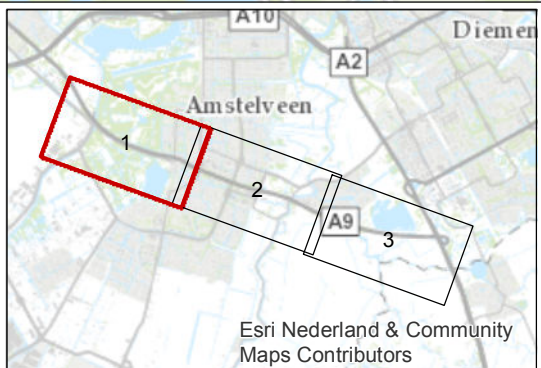 A10
Diemen
A2
Amstelveen
1
2
A9
3
Esri Nederland & Community
Maps Contributors